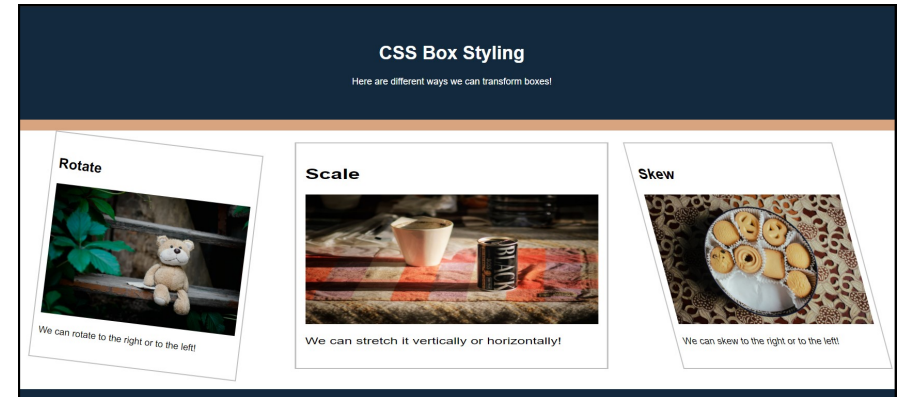 CSS Box Styling
Here are different ways we can transform boxes!
Rotate
We can rotate to the right or to the left!
Scale
BLACK
We can stretch it vertically or horizontally!
Skew
We can skew to the right or to the left!